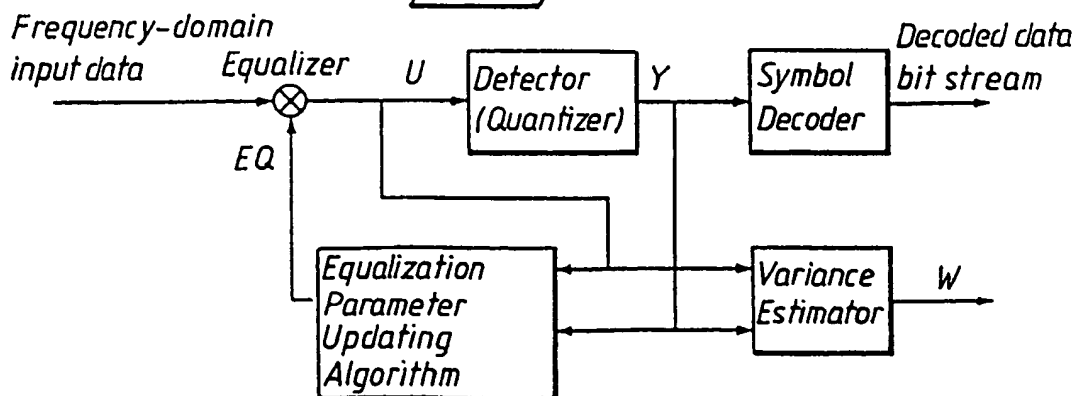 Frequency-domain
input data
Equalizer
U
Detector
(Quantizer)
Y
Symbol
Decoder
Decoded data
bit stream
EQ
Equalization
Parameter
Updating
Algorithm
Variance
Estimator
W